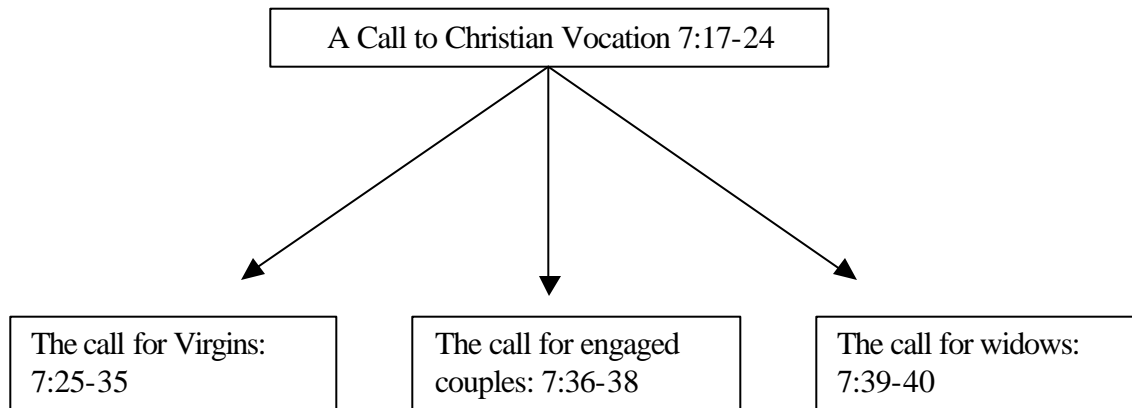 A Call to Christian Vocation 7:17-24
The call for Virgins:
7:25-35
The call for engaged
couples: 7:36-38
The call for widows:
7:39-40